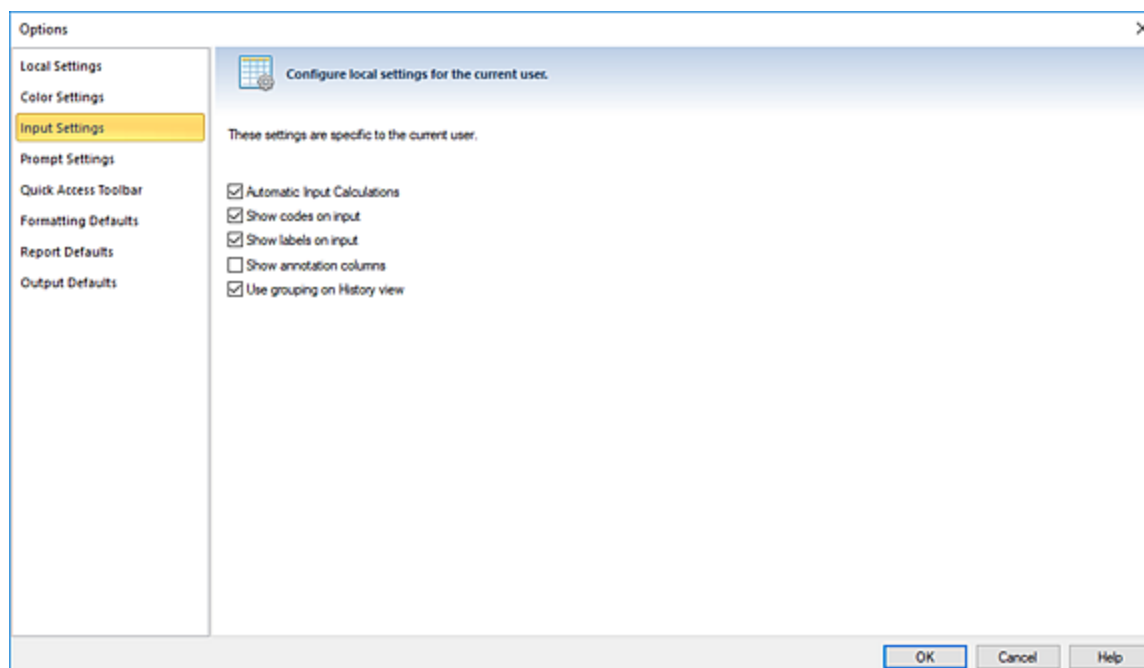 Options
Local Settings
Color Settings
Input Settings
Prompt Settings
Quick Access Toolbar
Formatting Defaults
Report Defaults
Output Defaults
Configure local settings for the current user.
These settings are specific to the current user.
Automatic Input Calculations
Show codes on input
Show labels on input
Show annotation columns
Use grouping on History view
OK
Cancel
Help